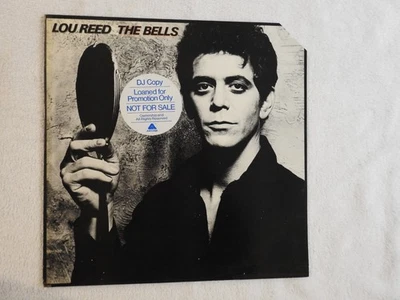 LOU REED THE BELLS
DJ Copy
Loaned for
Promotion Only
NOT FOR SALE